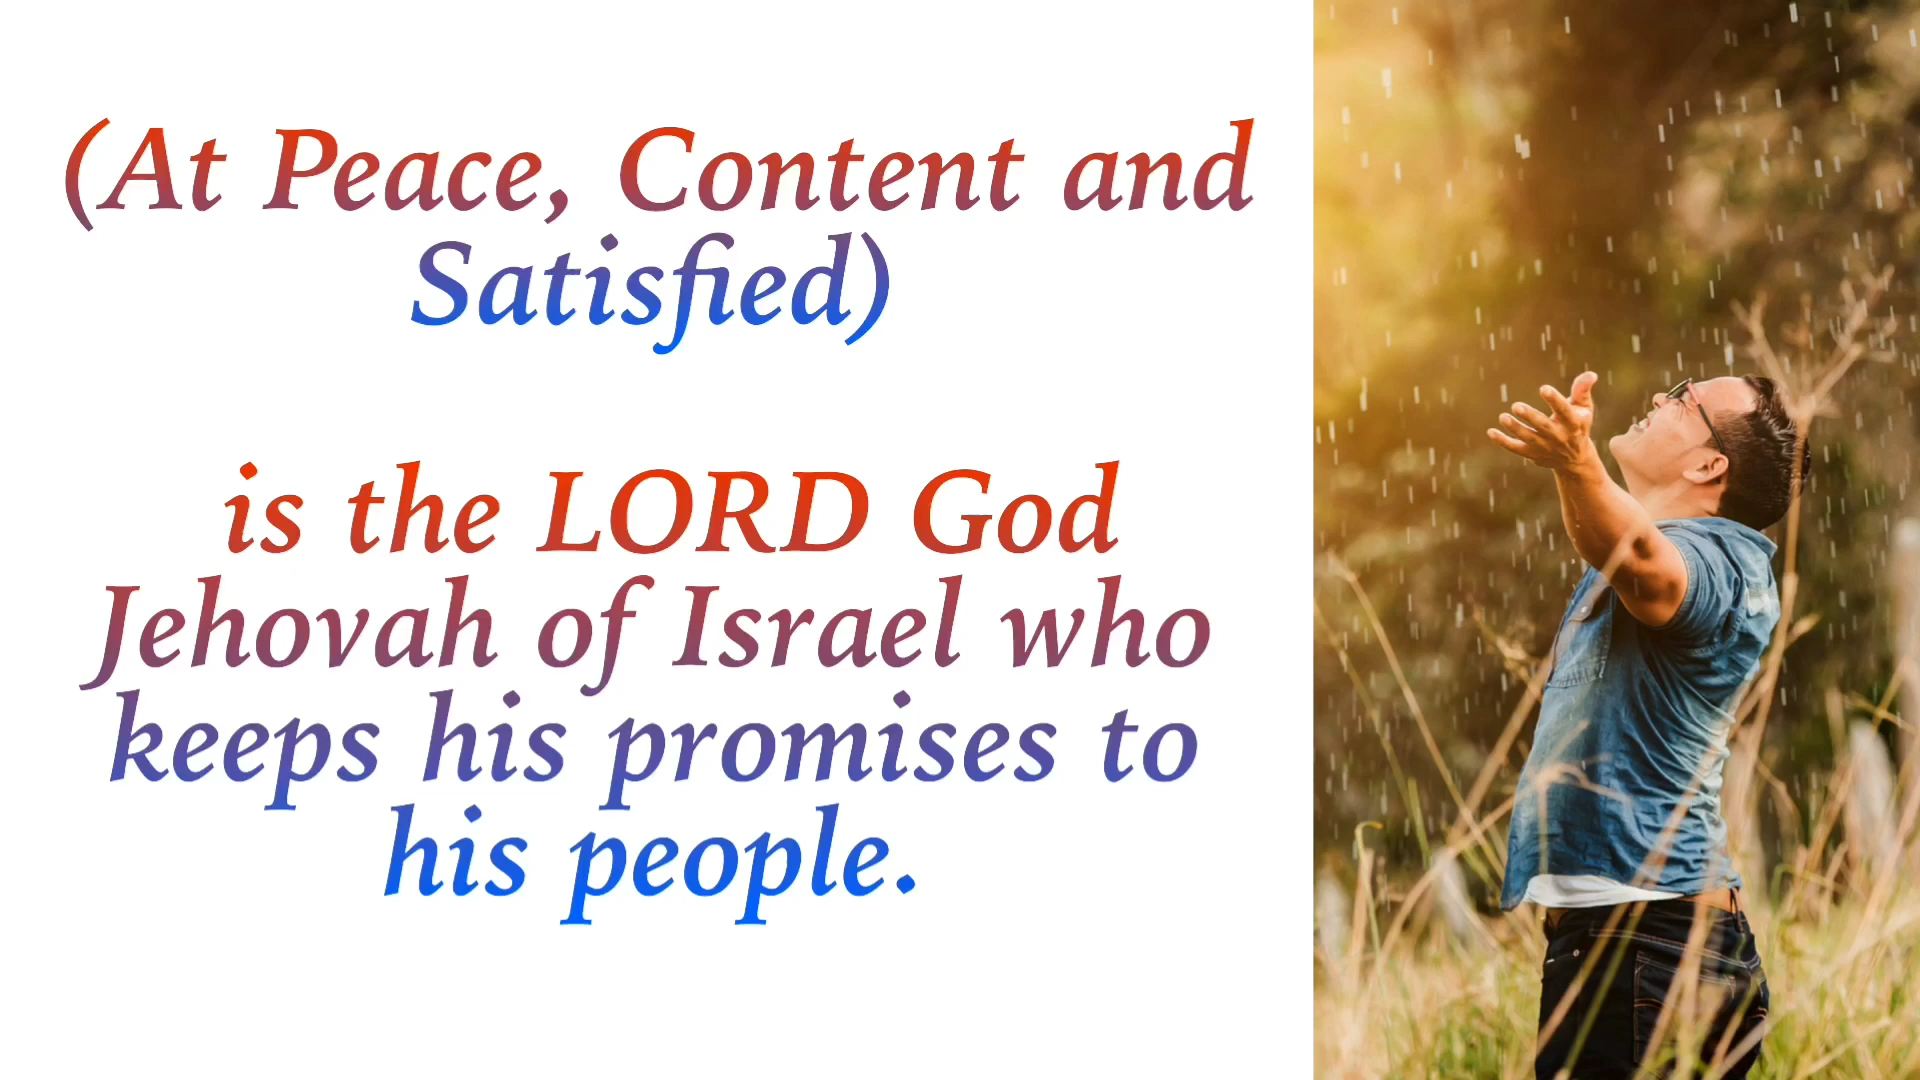 (At Peace, Content and
Satisfied)
is the LORD God
Jehovah of Israel who
keeps his promises to
his people.